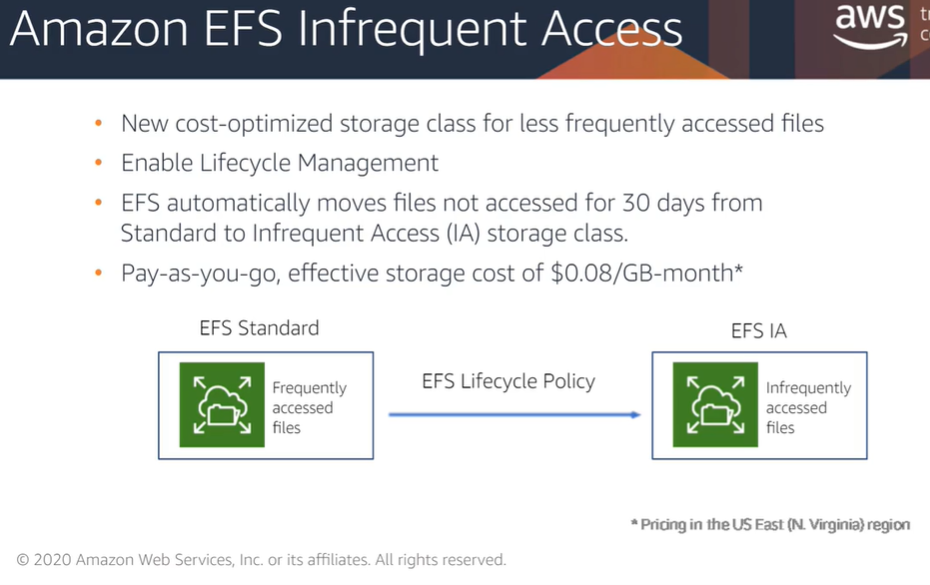 Amazon EFS Infrequent Access
aws
• New cost-optimized storage class for less frequently accessed files
• Enable Lifecycle Management
• EFS automatically moves files not accessed for 30 days from
Standard to Infrequent Access (IA) storage class.
• Pay-as-you-go, effective storage cost of $0.08/GB-month*
EFS Standard
EFS IA
Frequently
accessed
files
EFS Lifecycle Policy
Infrequently
accessed
files
* Pricing in the US East (N. Virginia) region
© 2020 Amazon Web Services, Inc. or its affiliates. All rights reserved.